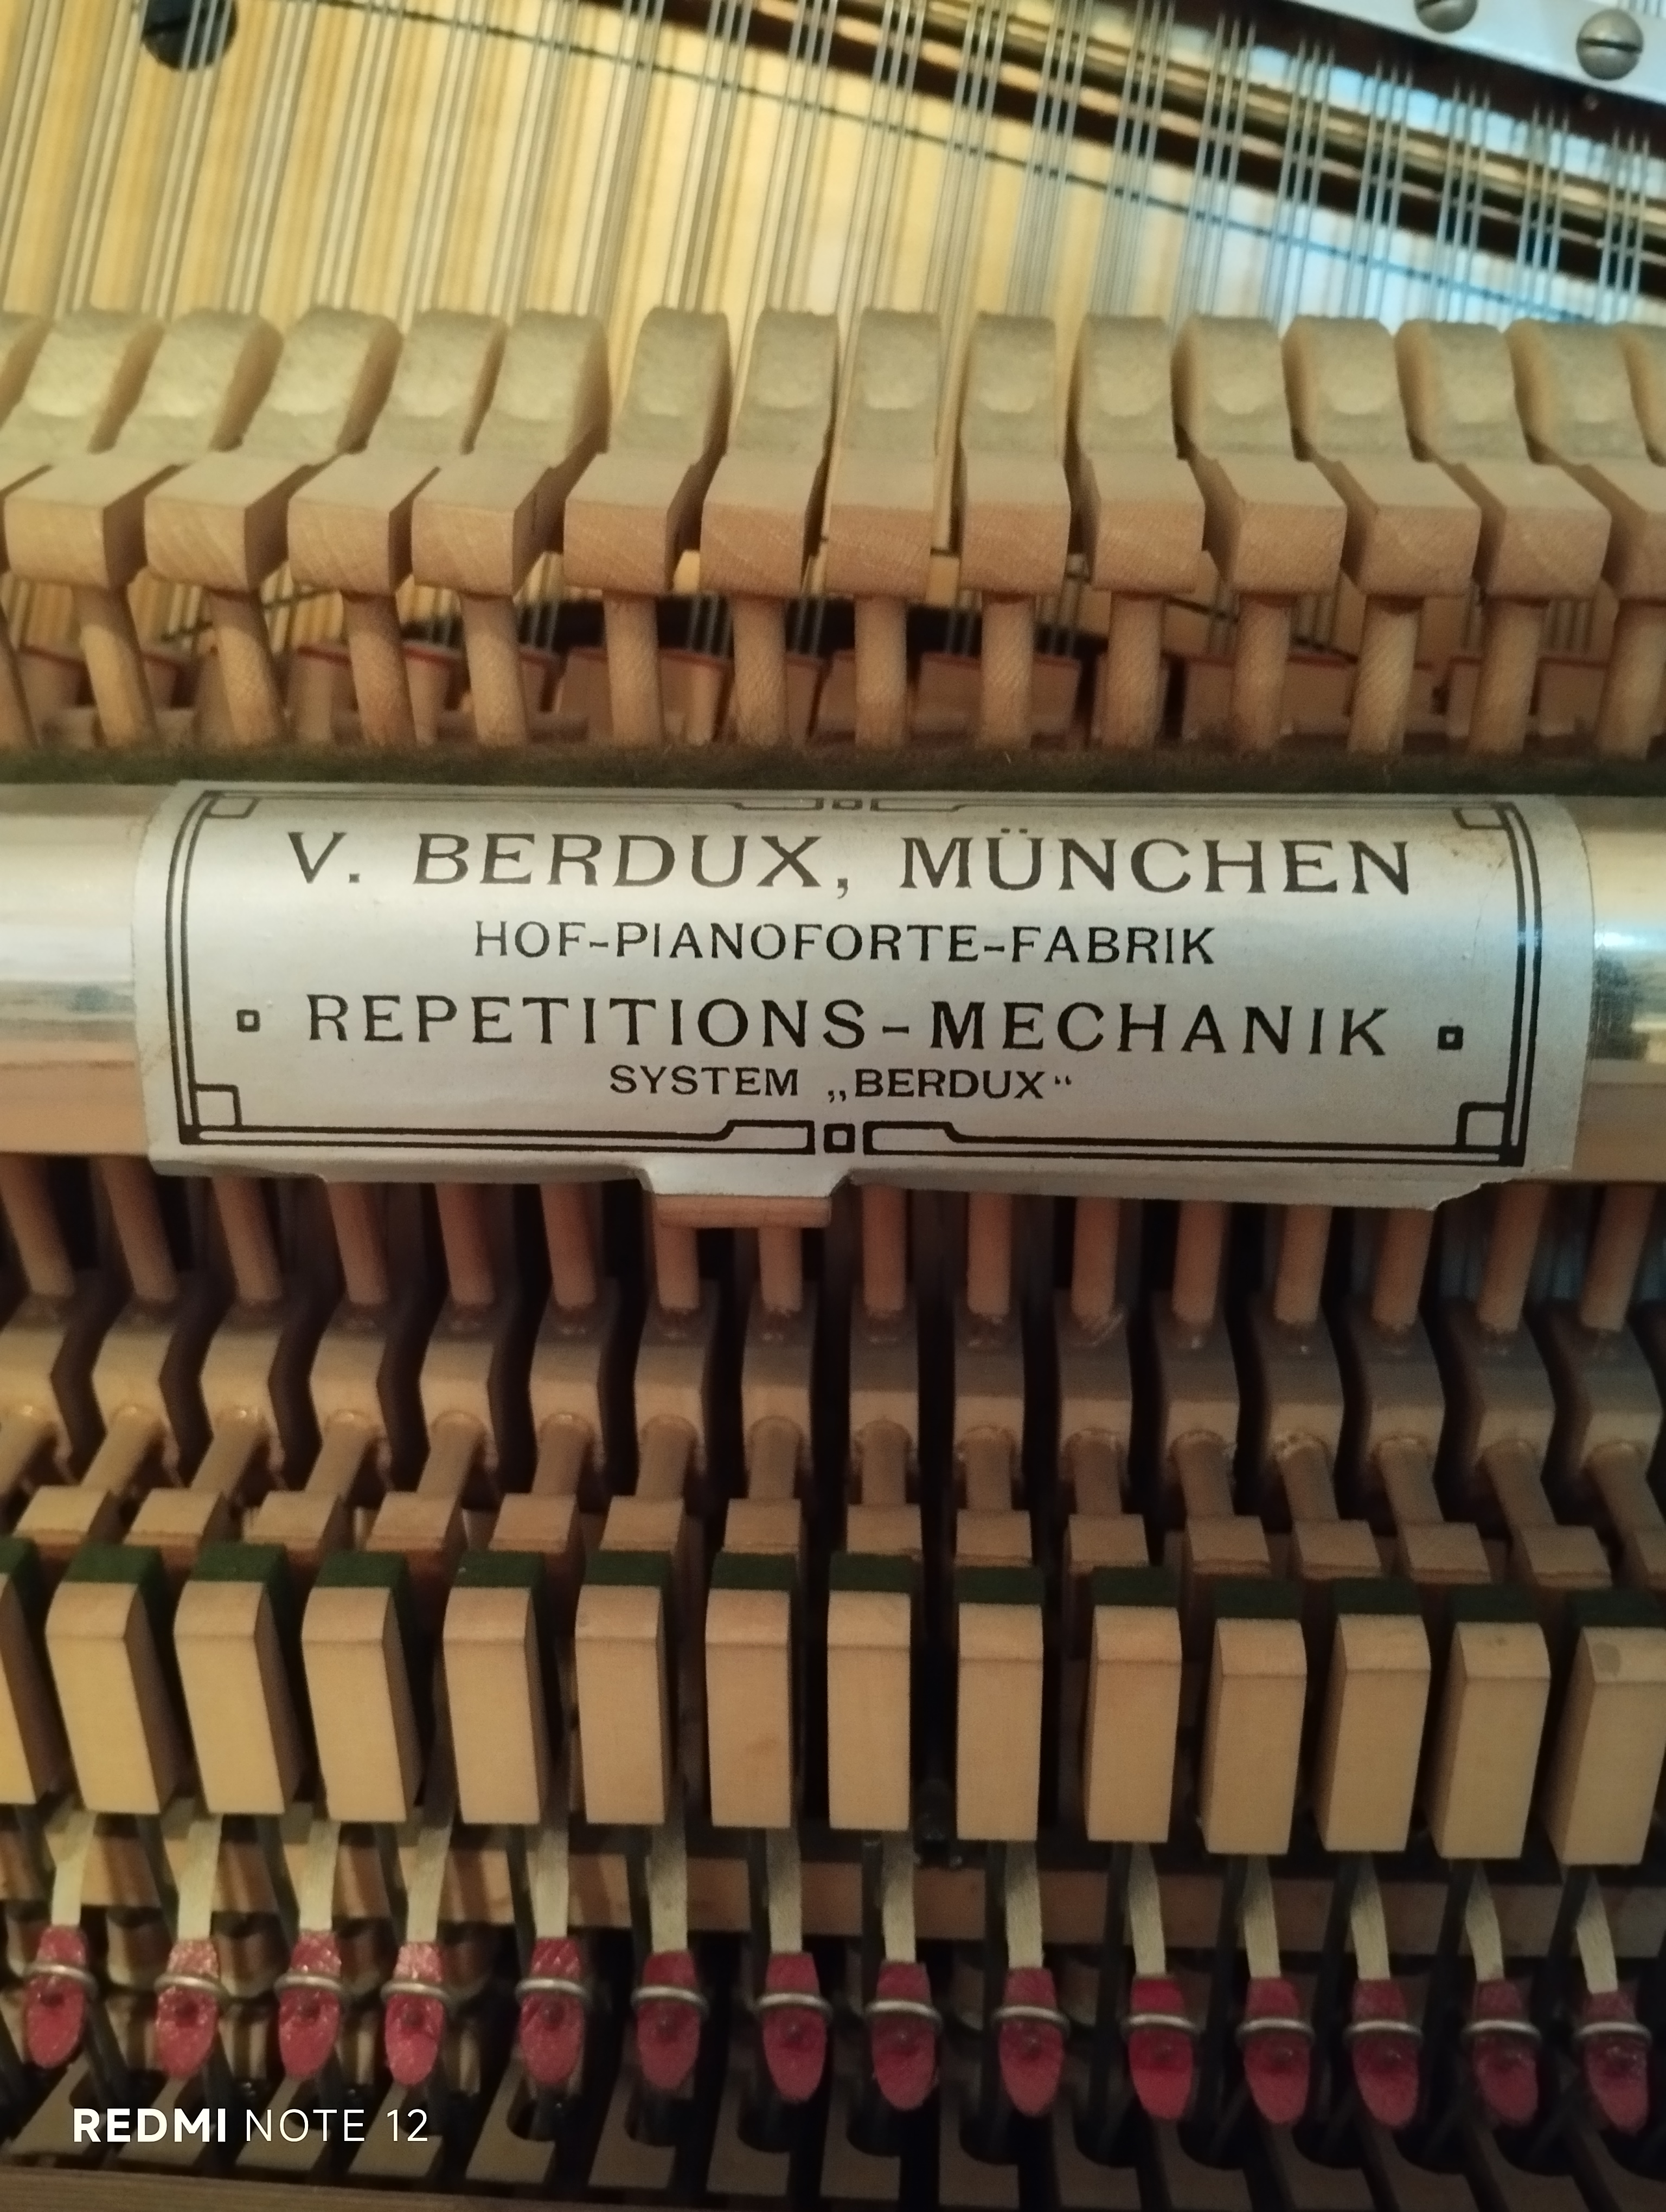 V. BERDUX, MÜNCHEN
HOF-PIANOFORTE-FABRIK
REPETITIONS-MECHANIK
SYSTEM „BERDUX“
REDMI NOTE 12